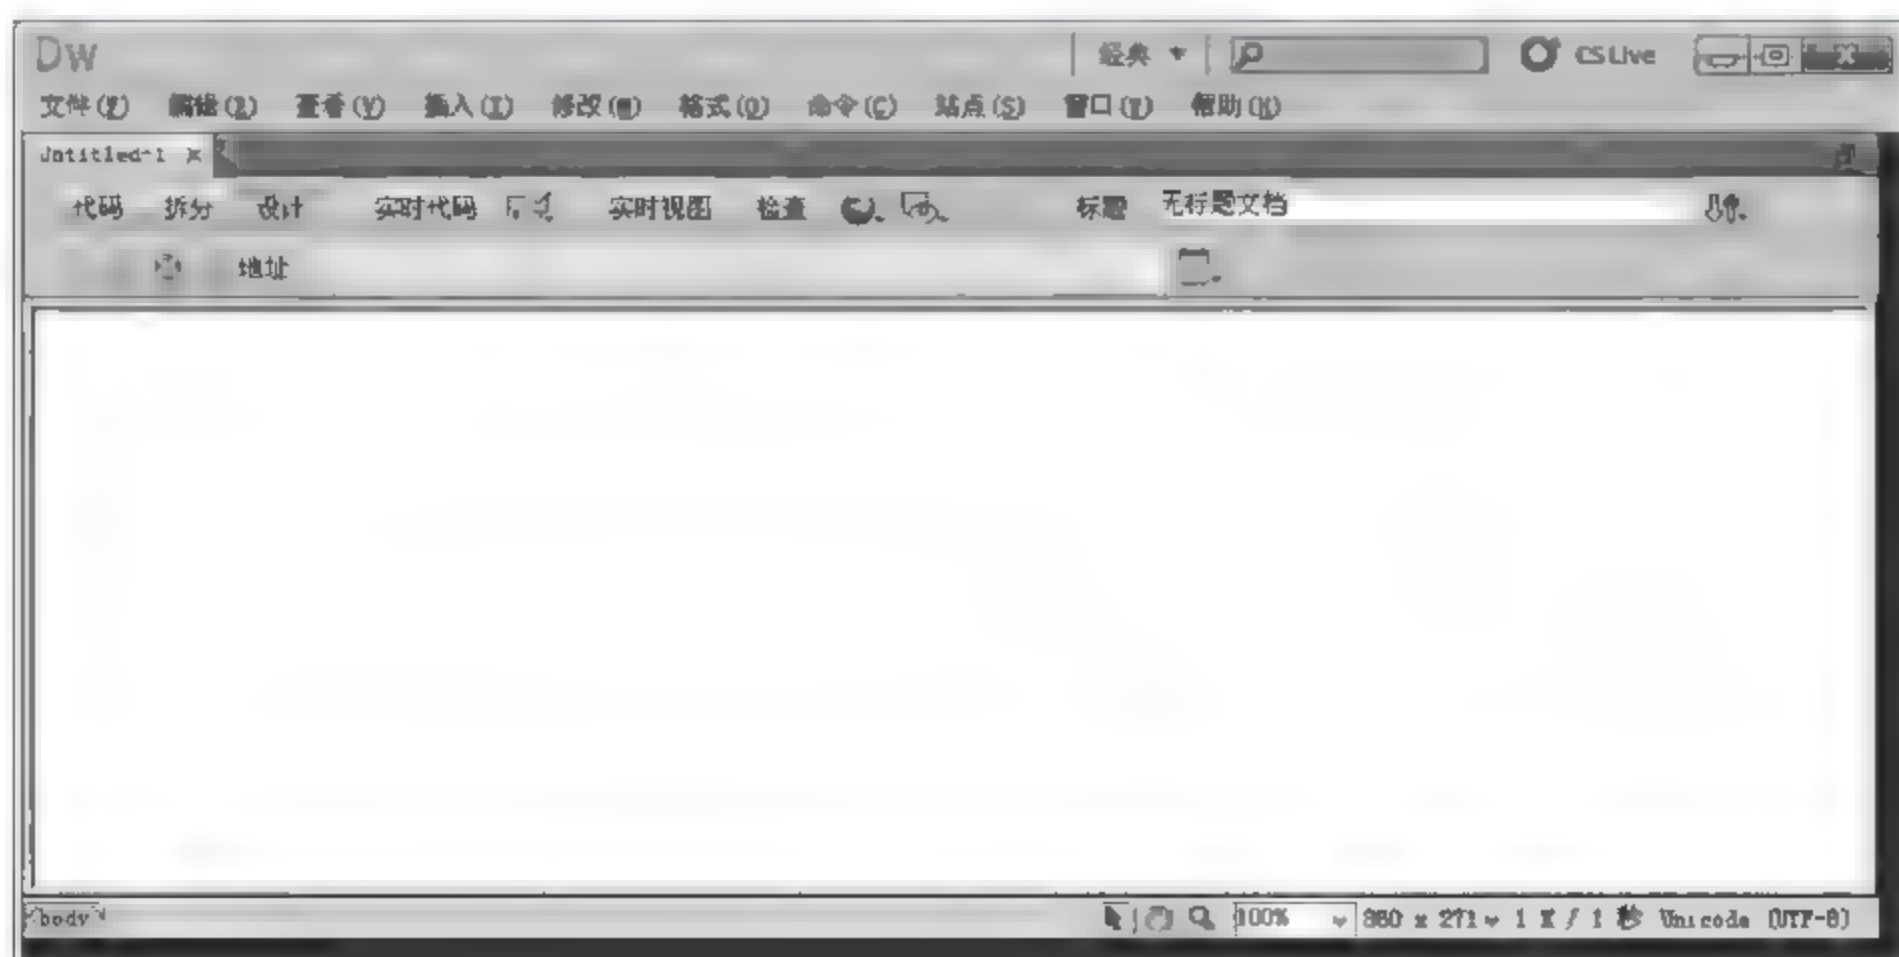 Dw 经典 CS Live
文件(F) 编辑(E) 查看(V) 插入(I) 修改(M) 格式(O) 命令(C) 站点(S) 窗口(W) 帮助(H)
Untitled-1
代码 拆分 设计 实时代码 实时视图 检查 标题 无标题文档
地址
<body> 100% 860 x 271 1 K / 1 秒 Unicode (UTF-8)